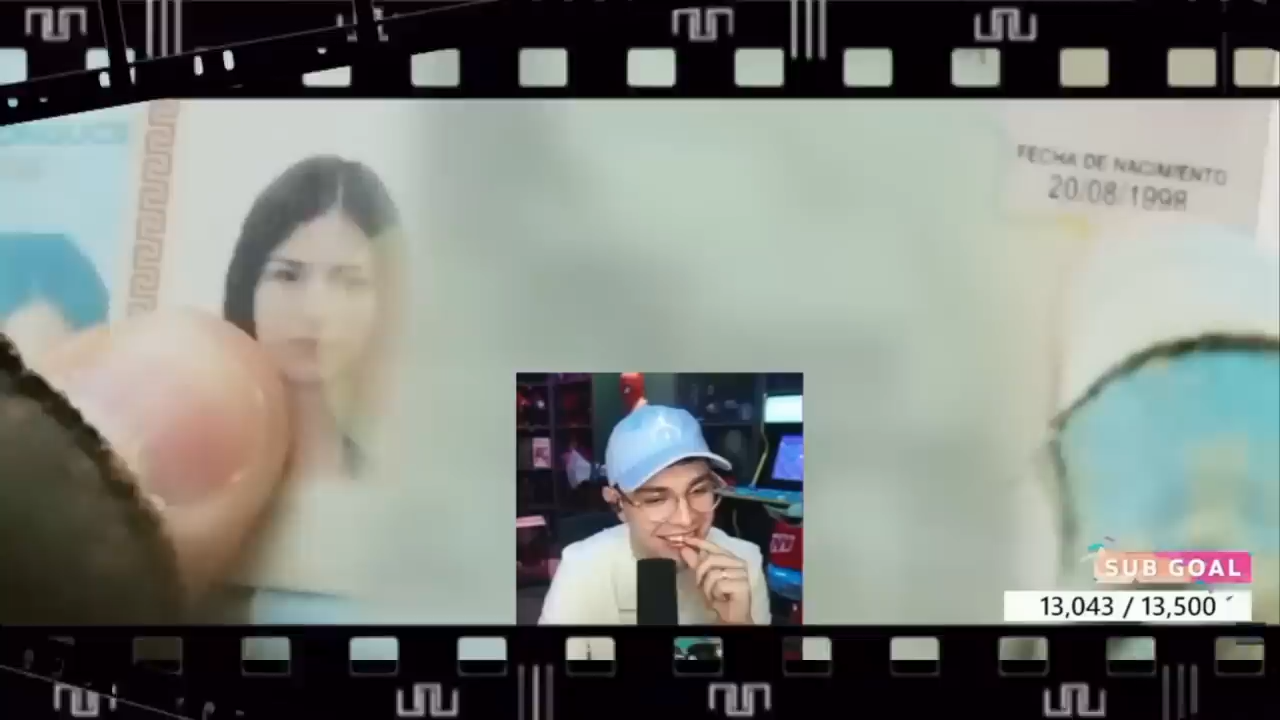 FECHA DE NACIMIENTO
20/08/1998
SUB GOAL
13,043 / 13,500